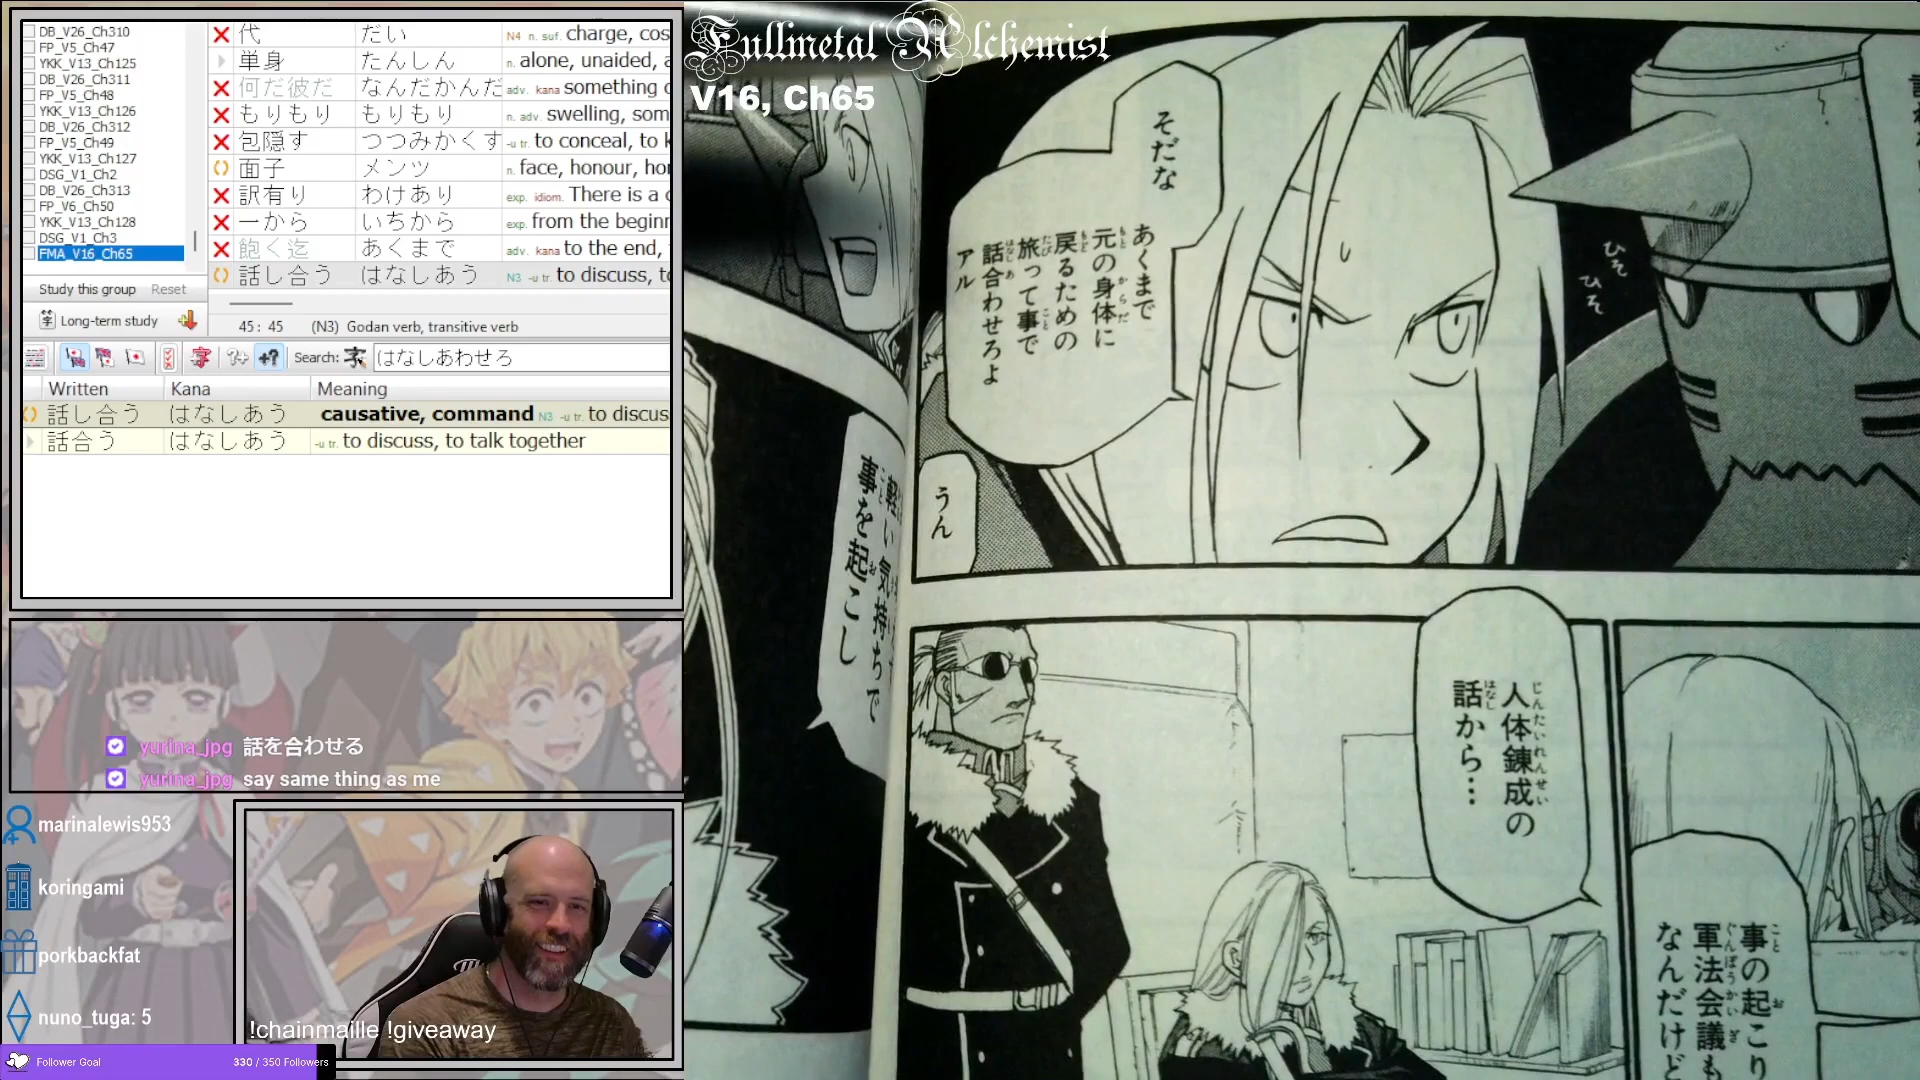 DB_V26_Ch310
FP_V5_Ch47
YKK_V13_Ch125
DB_V26_Ch311
FP_V5_Ch48
YKK_V13_Ch126
DB_V26_Ch312
FP_V5_Ch49
YKK_V13_Ch127
DSG_V1_Ch2
DB_V26_Ch313
FP_V6_Ch50
YKK_V13_Ch128
DSG_V1_Ch3
FMA_V16_Ch65
Study this group Reset
字 Long-term study
代 だい N4 n. suf. charge, cos
単身 たんしん n. alone, unaided, a
何だ彼だ なんだかんだ adv. kana something o
もりもり もりもり n. adv. swelling, som
包隠す つつみかくす -u tr. to conceal, to k
面子 メンツ n. face, honour, hon
訳有り わけあり exp. idiom. There is a c
一から いちから exp. from the beginn
飽く迄 あくまで adv. kana to the end,
話し合う はなしあう N3 -u tr. to discuss, to
45: 45 (N3) Godan verb, transitive verb
Search: はなしあわせろ
Written Kana Meaning
話し合う はなしあう causative, command N3 -u tr. to discus
話合う はなしあう -u tr. to discuss, to talk together
yurina_jpg 話を合わせる
yurina_jpg say same thing as me
marinalewis953
koringami
porkbackfat
nuno_tuga: 5
!chainmaille !giveaway
Follower Goal 330 / 350 Followers
Fullmetal Alchemist
V16, Ch65
そだな
あくまで
元の身体に
戻るための
旅って事で
話合わせろよ
アル
ひそ
ひそ
うん
人体錬成の
話から…
事の起こり
軍法会議も
なんだけど
軽い気持ちで
事を起こし